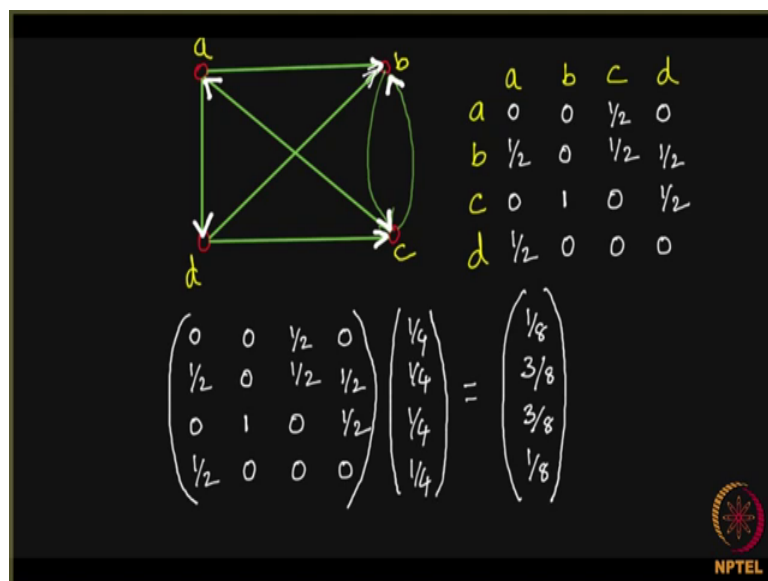 a
b
d
c
a b c d
a 0 0 ½ 0
b ½ 0 ½ ½
c 0 1 0 ½
d ½ 0 0 0
0 0 ½ 0
½ 0 ½ ½
0 1 0 ½
½ 0 0 0
¼
¼
¼
¼
=
1/8
3/8
3/8
1/8
NPTEL